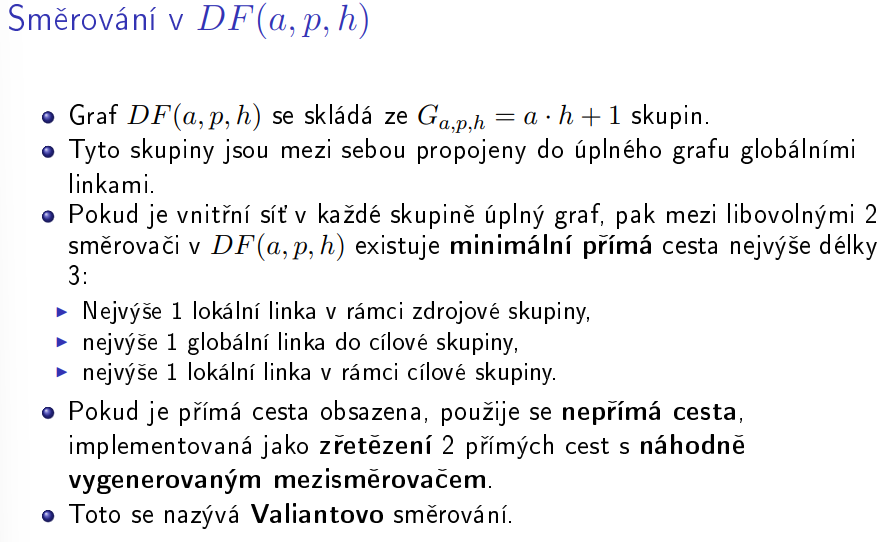 Směrování v DF(a, p, h)
Graf DF(a, p, h) se skládá ze G_{a,p,h} = a · h + 1 skupin.
Tyto skupiny jsou mezi sebou propojeny do úplného grafu globálními
linkami.
Pokud je vnitřní síť v každé skupině úplný graf, pak mezi libovolnými 2
směrovači v DF(a, p, h) existuje minimální přímá cesta nejvýše délky
3:
Nejvýše 1 lokální linka v rámci zdrojové skupiny,
nejvýše 1 globální linka do cílové skupiny,
nejvýše 1 lokální linka v rámci cílové skupiny.
Pokud je přímá cesta obsazena, použije se nepřímá cesta,
implementovaná jako zřetězení 2 přímých cest s náhodně
vygenerovaným mezisměrovačem.
Toto se nazývá Valiantovo směrování.